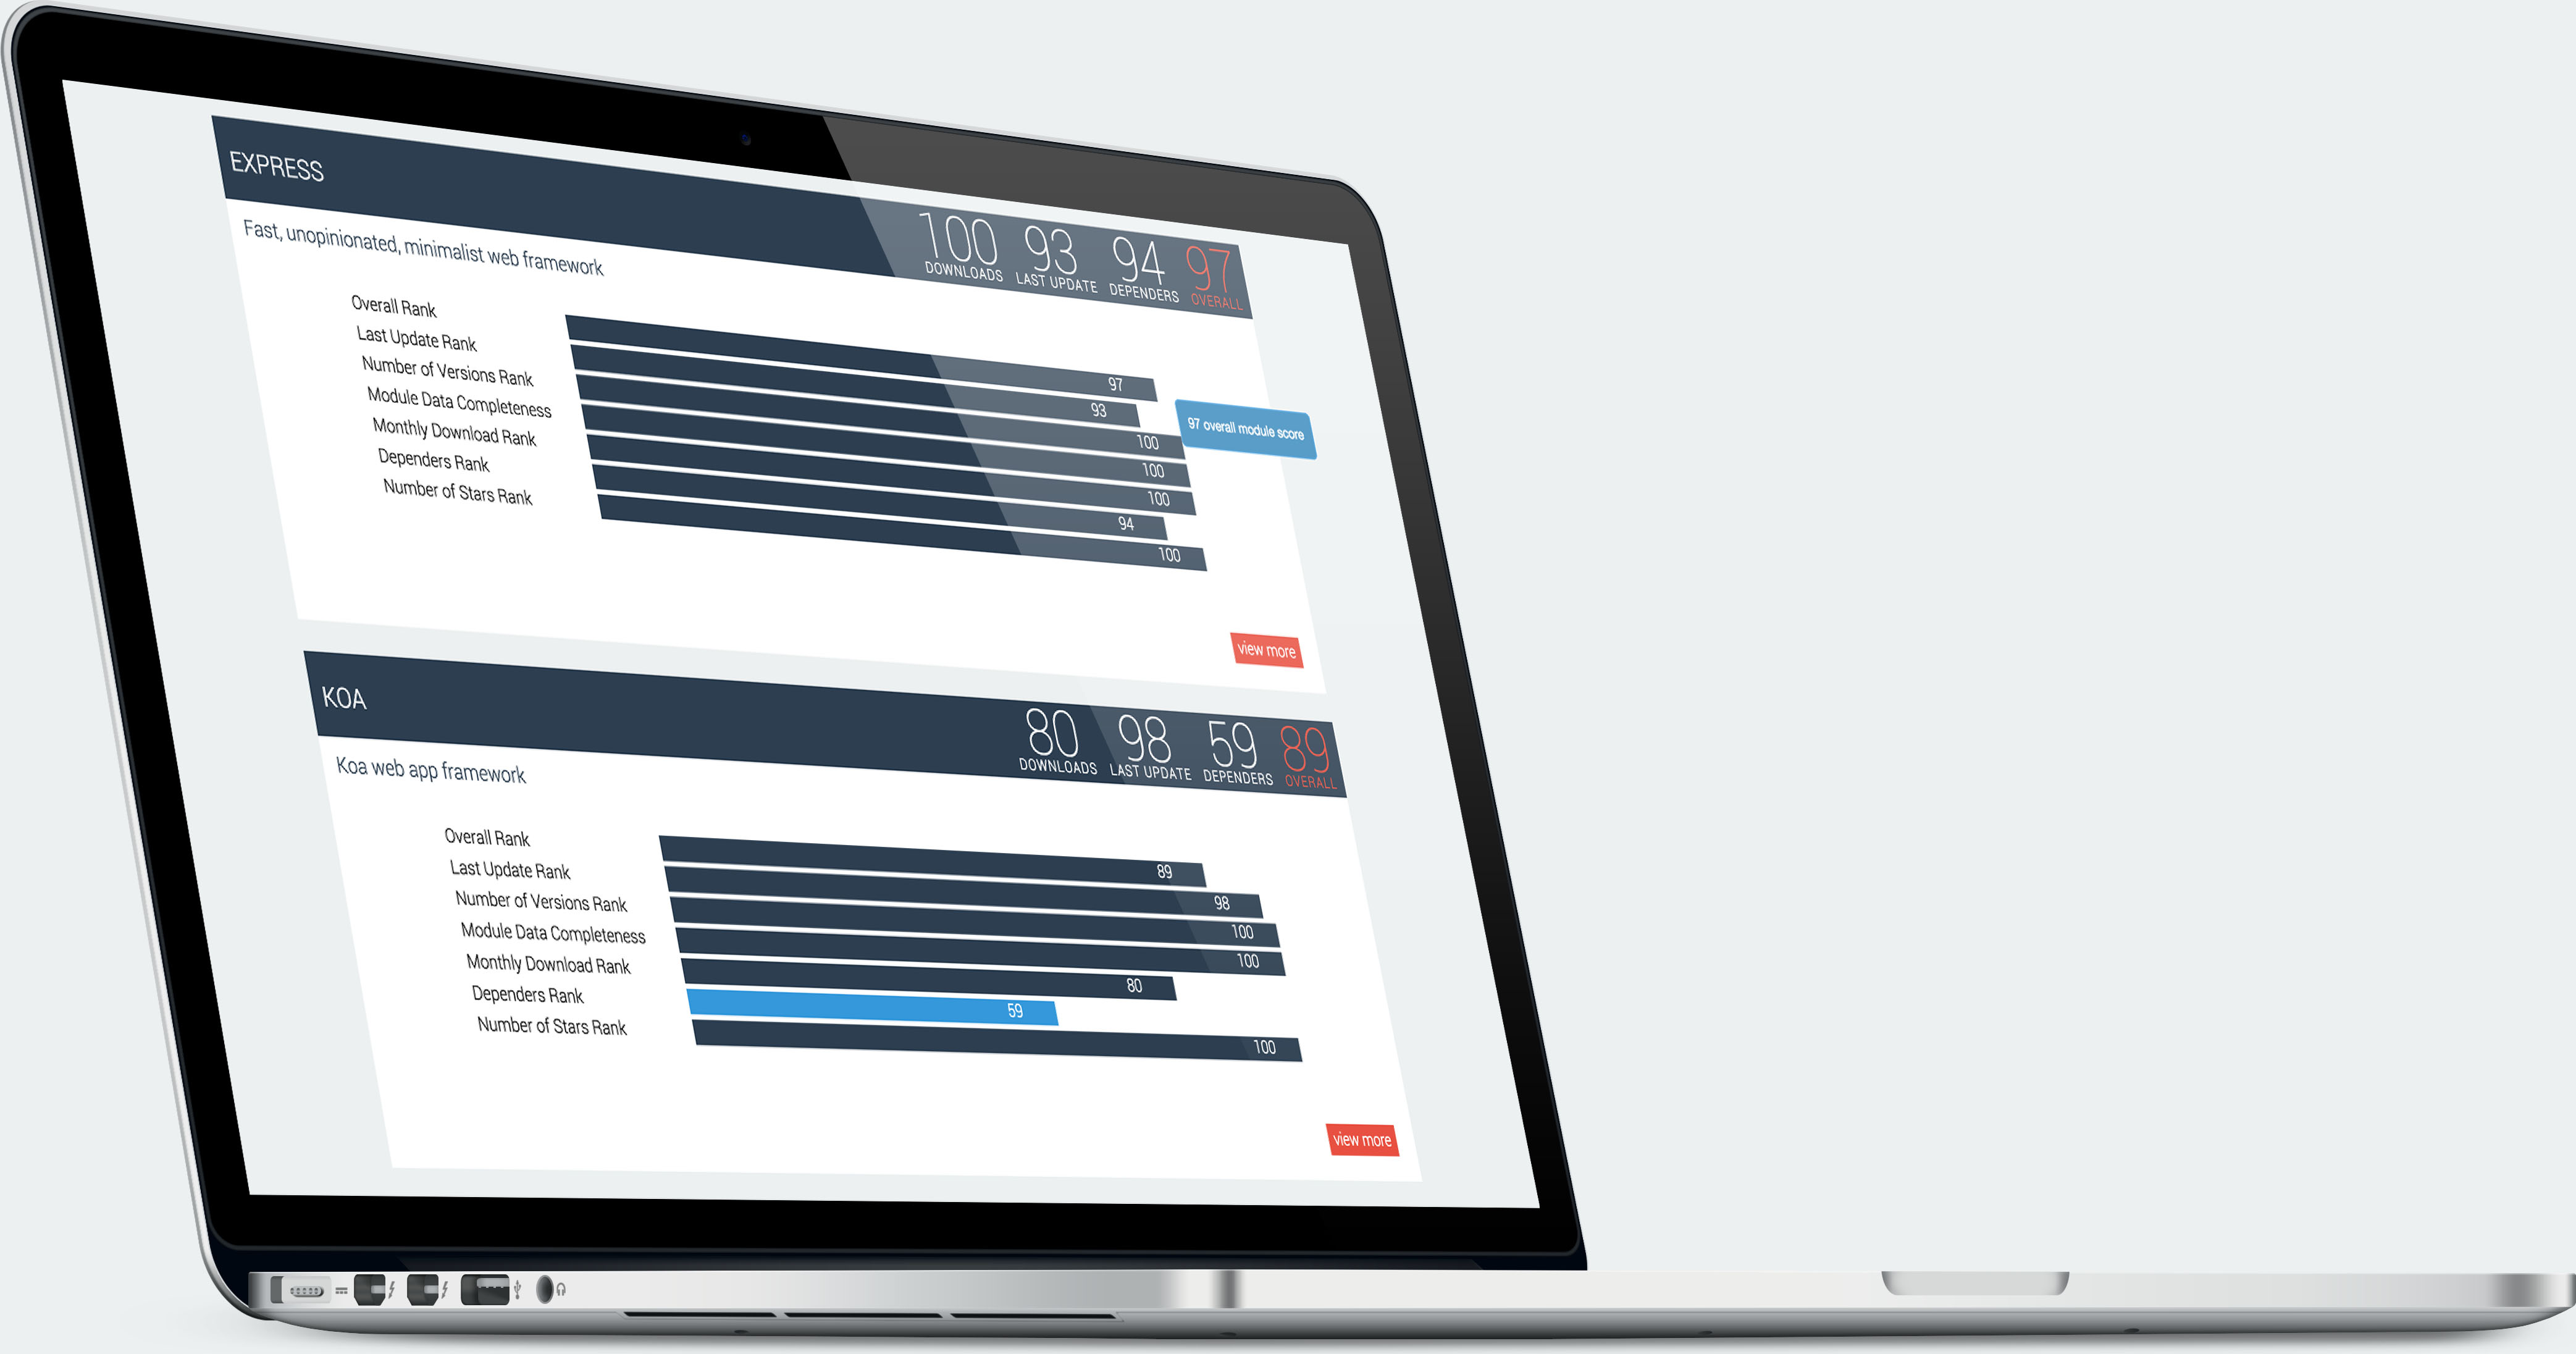 EXPRESS
100 93 94 97
DOWNLOADS LAST UPDATE DEPENDERS OVERALL
Fast, unopinionated, minimalist web framework
Overall Rank 97
Last Update Rank 93
97 overall module score
Number of Versions Rank 100
Module Data Completeness 100
Monthly Download Rank 100
Dependers Rank 94
Number of Stars Rank 100
view more
KOA
80 98 59 89
DOWNLOADS LAST UPDATE DEPENDERS OVERALL
Koa web app framework
Overall Rank 89
Last Update Rank 98
Number of Versions Rank 100
Module Data Completeness 100
Monthly Download Rank 80
Dependers Rank 59
Number of Stars Rank 100
view more